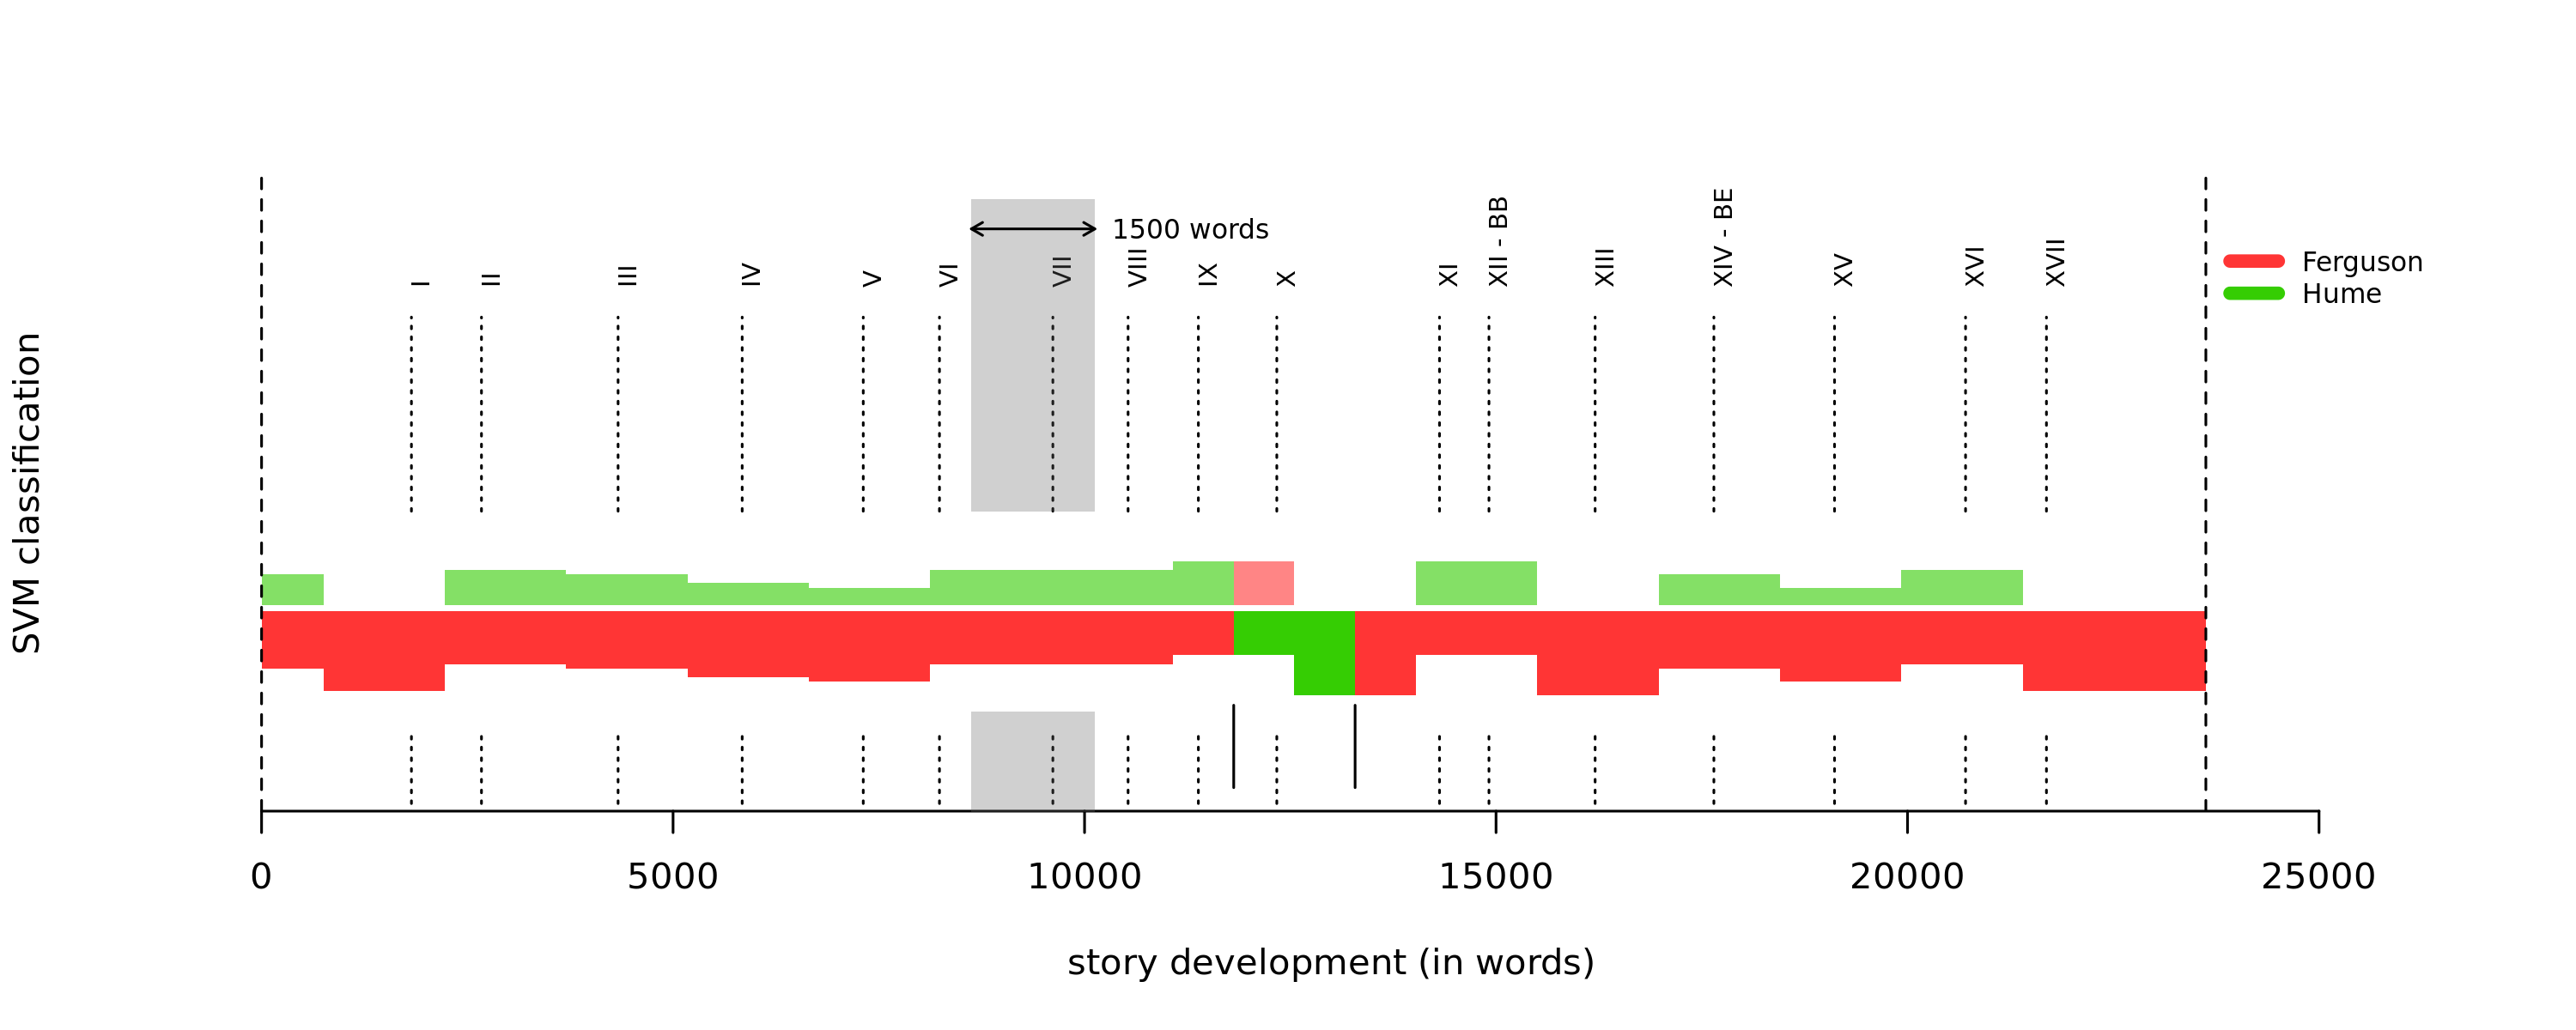 1500 words
I
II
III
IV
V
VI
VII
VIII
IX
X
XI
XII - BB
XIII
XIV - BE
XV
XVI
XVII
Ferguson
Hume
SVM classification
0 5000 10000 15000 20000 25000
story development (in words)